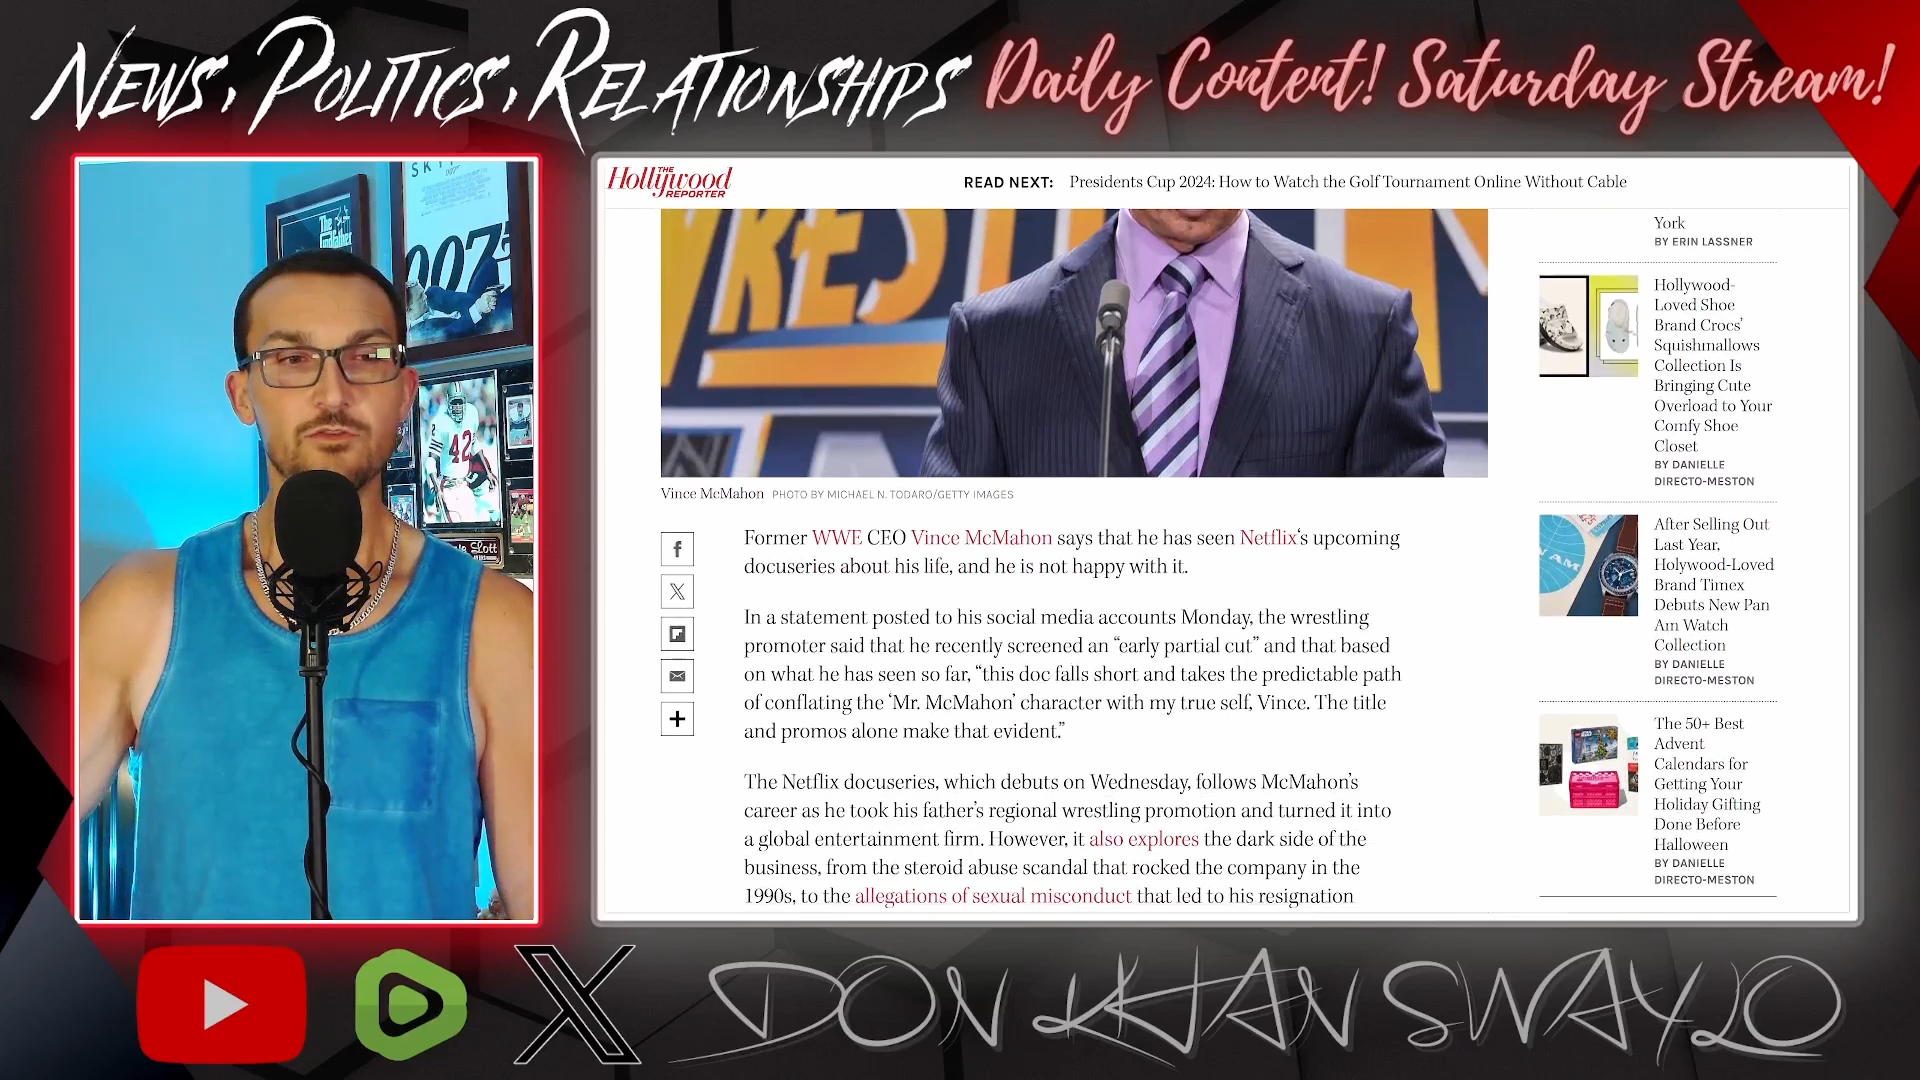 News, Politics, Relationships
Daily Content! Saturday Stream!
The
Godfather
SKY
007
007
42
The
Hollywood
REPORTER
READ NEXT: Presidents Cup 2024: How to Watch the Golf Tournament Online Without Cable
WREST
Vince McMahon PHOTO BY MICHAEL N. TODARO/GETTY IMAGES
Former WWE CEO Vince McMahon says that he has seen Netflix‘s upcoming
docuseries about his life, and he is not happy with it.
In a statement posted to his social media accounts Monday, the wrestling
promoter said that he recently screened an “early partial cut” and that based
on what he has seen so far, “this doc falls short and takes the predictable path
of conflating the ‘Mr. McMahon’ character with my true self, Vince. The title
and promos alone make that evident.”
The Netflix docuseries, which debuts on Wednesday, follows McMahon’s
career as he took his father’s regional wrestling promotion and turned it into
a global entertainment firm. However, it also explores the dark side of the
business, from the steroid abuse scandal that rocked the company in the
1990s, to the allegations of sexual misconduct that led to his resignation
York
BY ERIN LASSNER
Hollywood-
Loved Shoe
Brand Crocs’
Squishmallows
Collection Is
Bringing Cute
Overload to Your
Comfy Shoe
Closet
BY DANIELLE
DIRECTO-MESTON
After Selling Out
Last Year,
Holywood-Loved
Brand Timex
Debuts New Pan
Am Watch
Collection
BY DANIELLE
DIRECTO-MESTON
The 50+ Best
Advent
Calendars for
Getting Your
Holiday Gifting
Done Before
Halloween
BY DANIELLE
DIRECTO-MESTON
Lott
DON KHAN SWAYLO